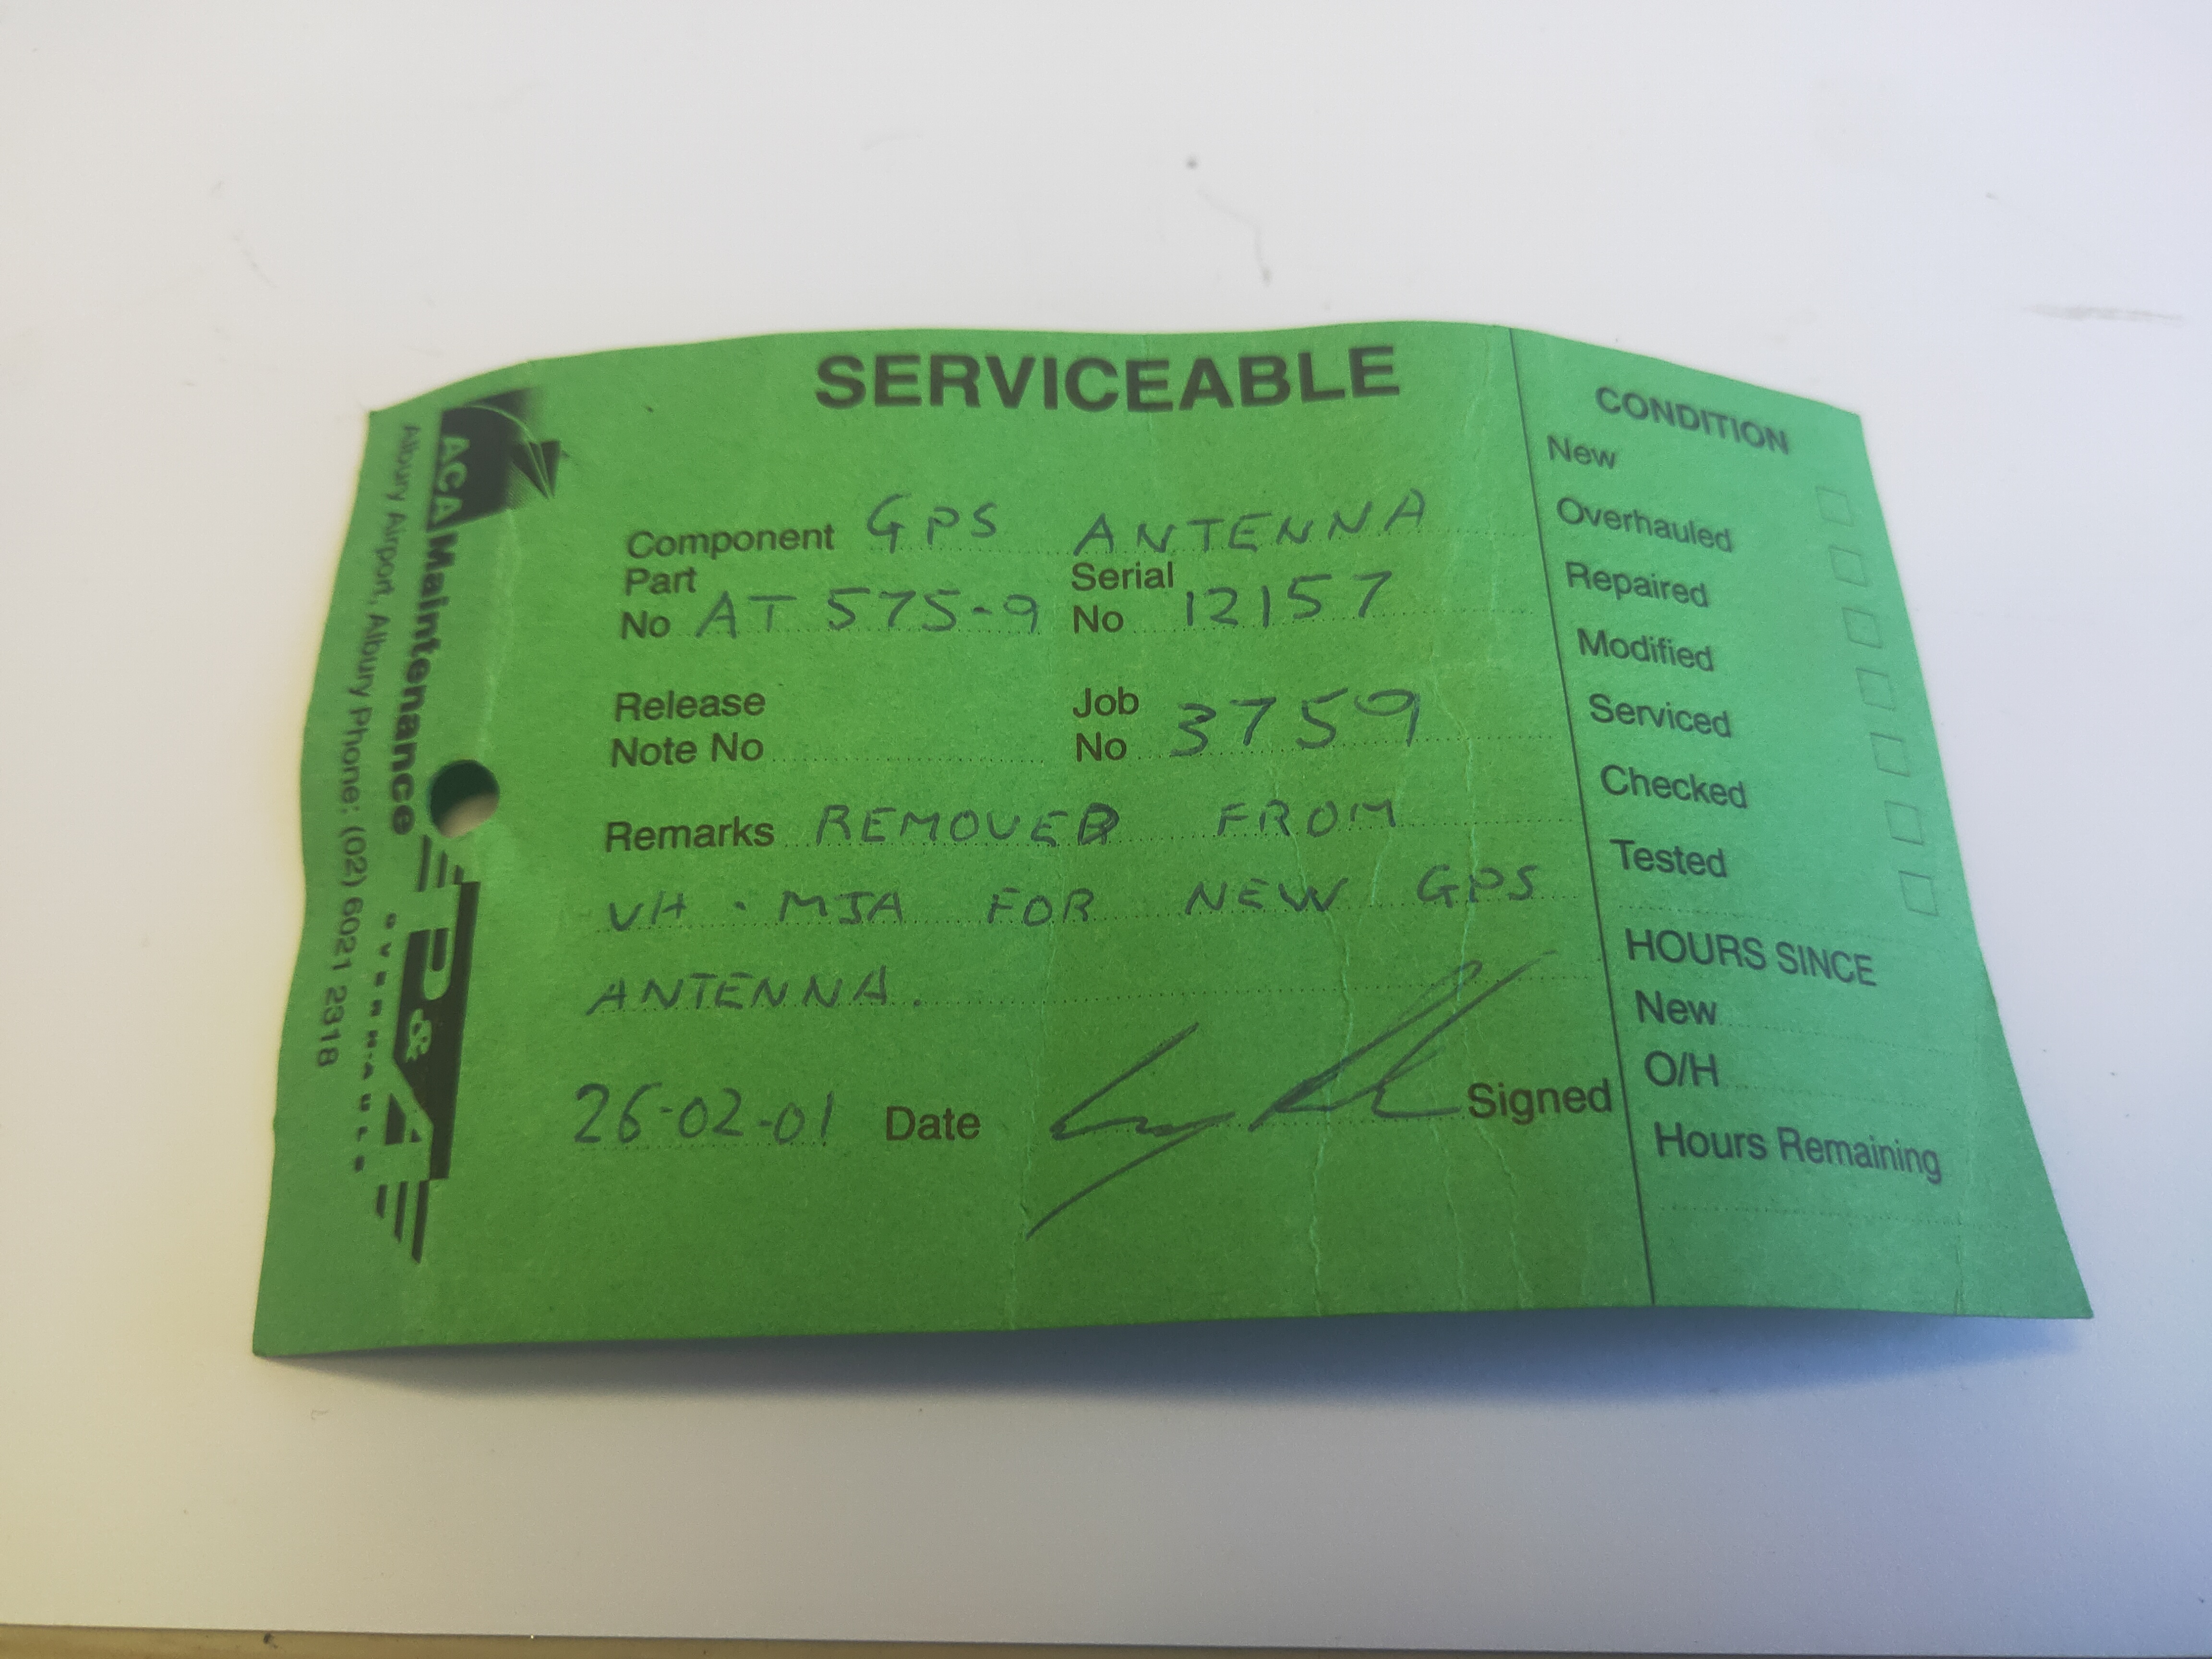 SERVICEABLE
Component GPS ANTENNA
Part No AT 575-9 Serial No 12157
Release Note No Job No 3759
Remarks REMOVED FROM
VH - MJA FOR NEW GPS
ANTENNA.
26-02-01 Date Signed
CONDITION
New
Overhauled
Repaired
Modified
Serviced
Checked
Tested
HOURS SINCE
New
O/H
Hours Remaining
ACA Maintenance
P&A
OVERHAULS
Albury Airport, Albury Phone: (02) 6021 2318